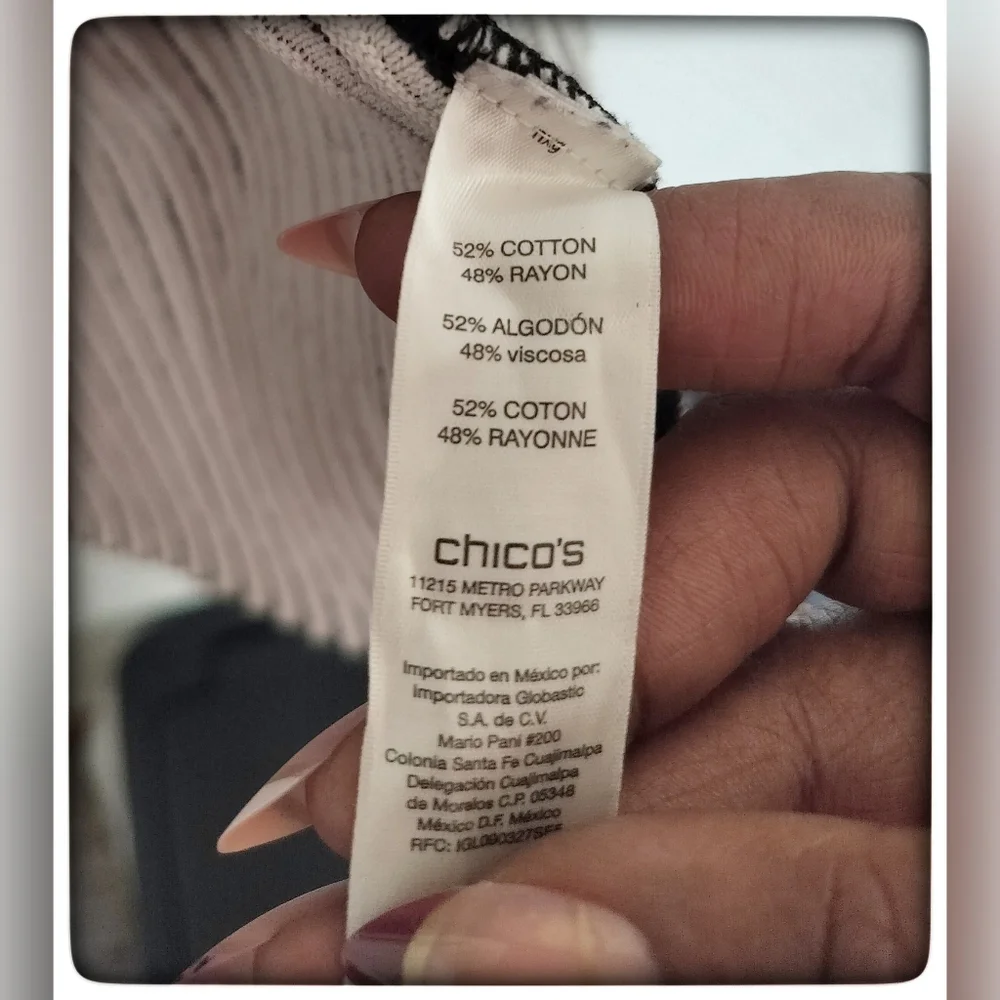 52% COTTON
48% RAYON
52% ALGODÓN
48% viscosa
52% COTON
48% RAYONNE
chico's
11215 METRO PARKWAY
FORT MYERS, FL 33966
Importado en México por:
Importadora Globastic
S.A. de C.V.
Mario Pani #200
Colonia Santa Fe Cuajimalpa
Delegación Cuajimalpa
de Morelos C.P. 05348
México D.F. México
RFC: